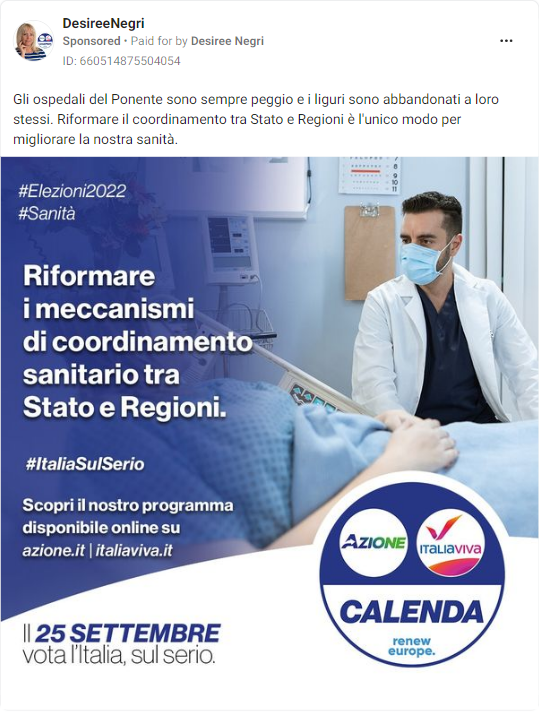 DesireeNegri
Sponsored • Paid for by Desiree Negri
ID: 660514875504054
Gli ospedali del Ponente sono sempre peggio e i liguri sono abbandonati a loro
stessi. Riformare il coordinamento tra Stato e Regioni è l'unico modo per
migliorare la nostra sanità.
#Elezioni2022
#Sanità
Riformare
i meccanismi
di coordinamento
sanitario tra
Stato e Regioni.
#ItaliaSulSerio
Scopri il nostro programma
disponibile online su
azione.it | italiaviva.it
Il 25 SETTEMBRE
vota l'Italia, sul serio.
AZIONE
ITALIAVIVA
CALENDA
renew
europe.